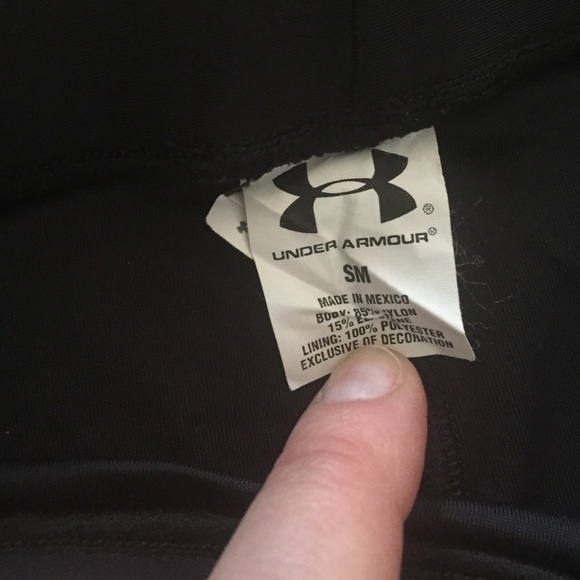 UNDER ARMOUR®
SM
MADE IN MEXICO
BODY: 85% NYLON
15%
LINING: 100% POLYESTER
EXCLUSIVE OF DECORATION